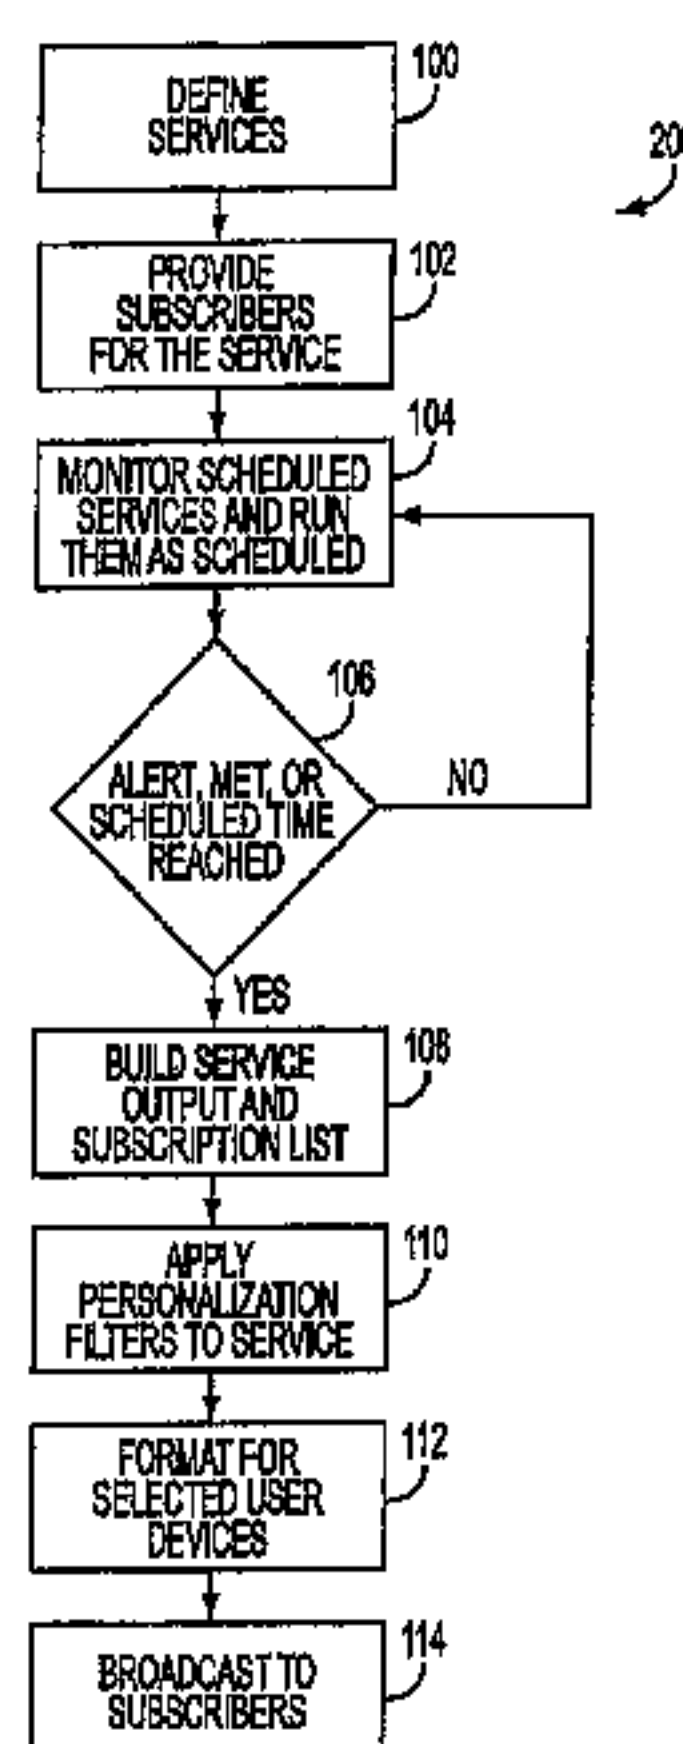 DEFINE
SERVICES
100
20
PROVIDE
SUBSCRIBERS
FOR THE SERVICE
102
MONITOR SCHEDULED
SERVICES AND RUN
THEM AS SCHEDULED
104
ALERT, MET, OR
SCHEDULED TIME
REACHED
106
NO
YES
BUILD SERVICE
OUTPUT AND
SUBSCRIPTION LIST
108
APPLY
PERSONALIZATION
FILTERS TO SERVICE
110
FORMAT FOR
SELECTED USER
DEVICES
112
BROADCAST TO
SUBSCRIBERS
114